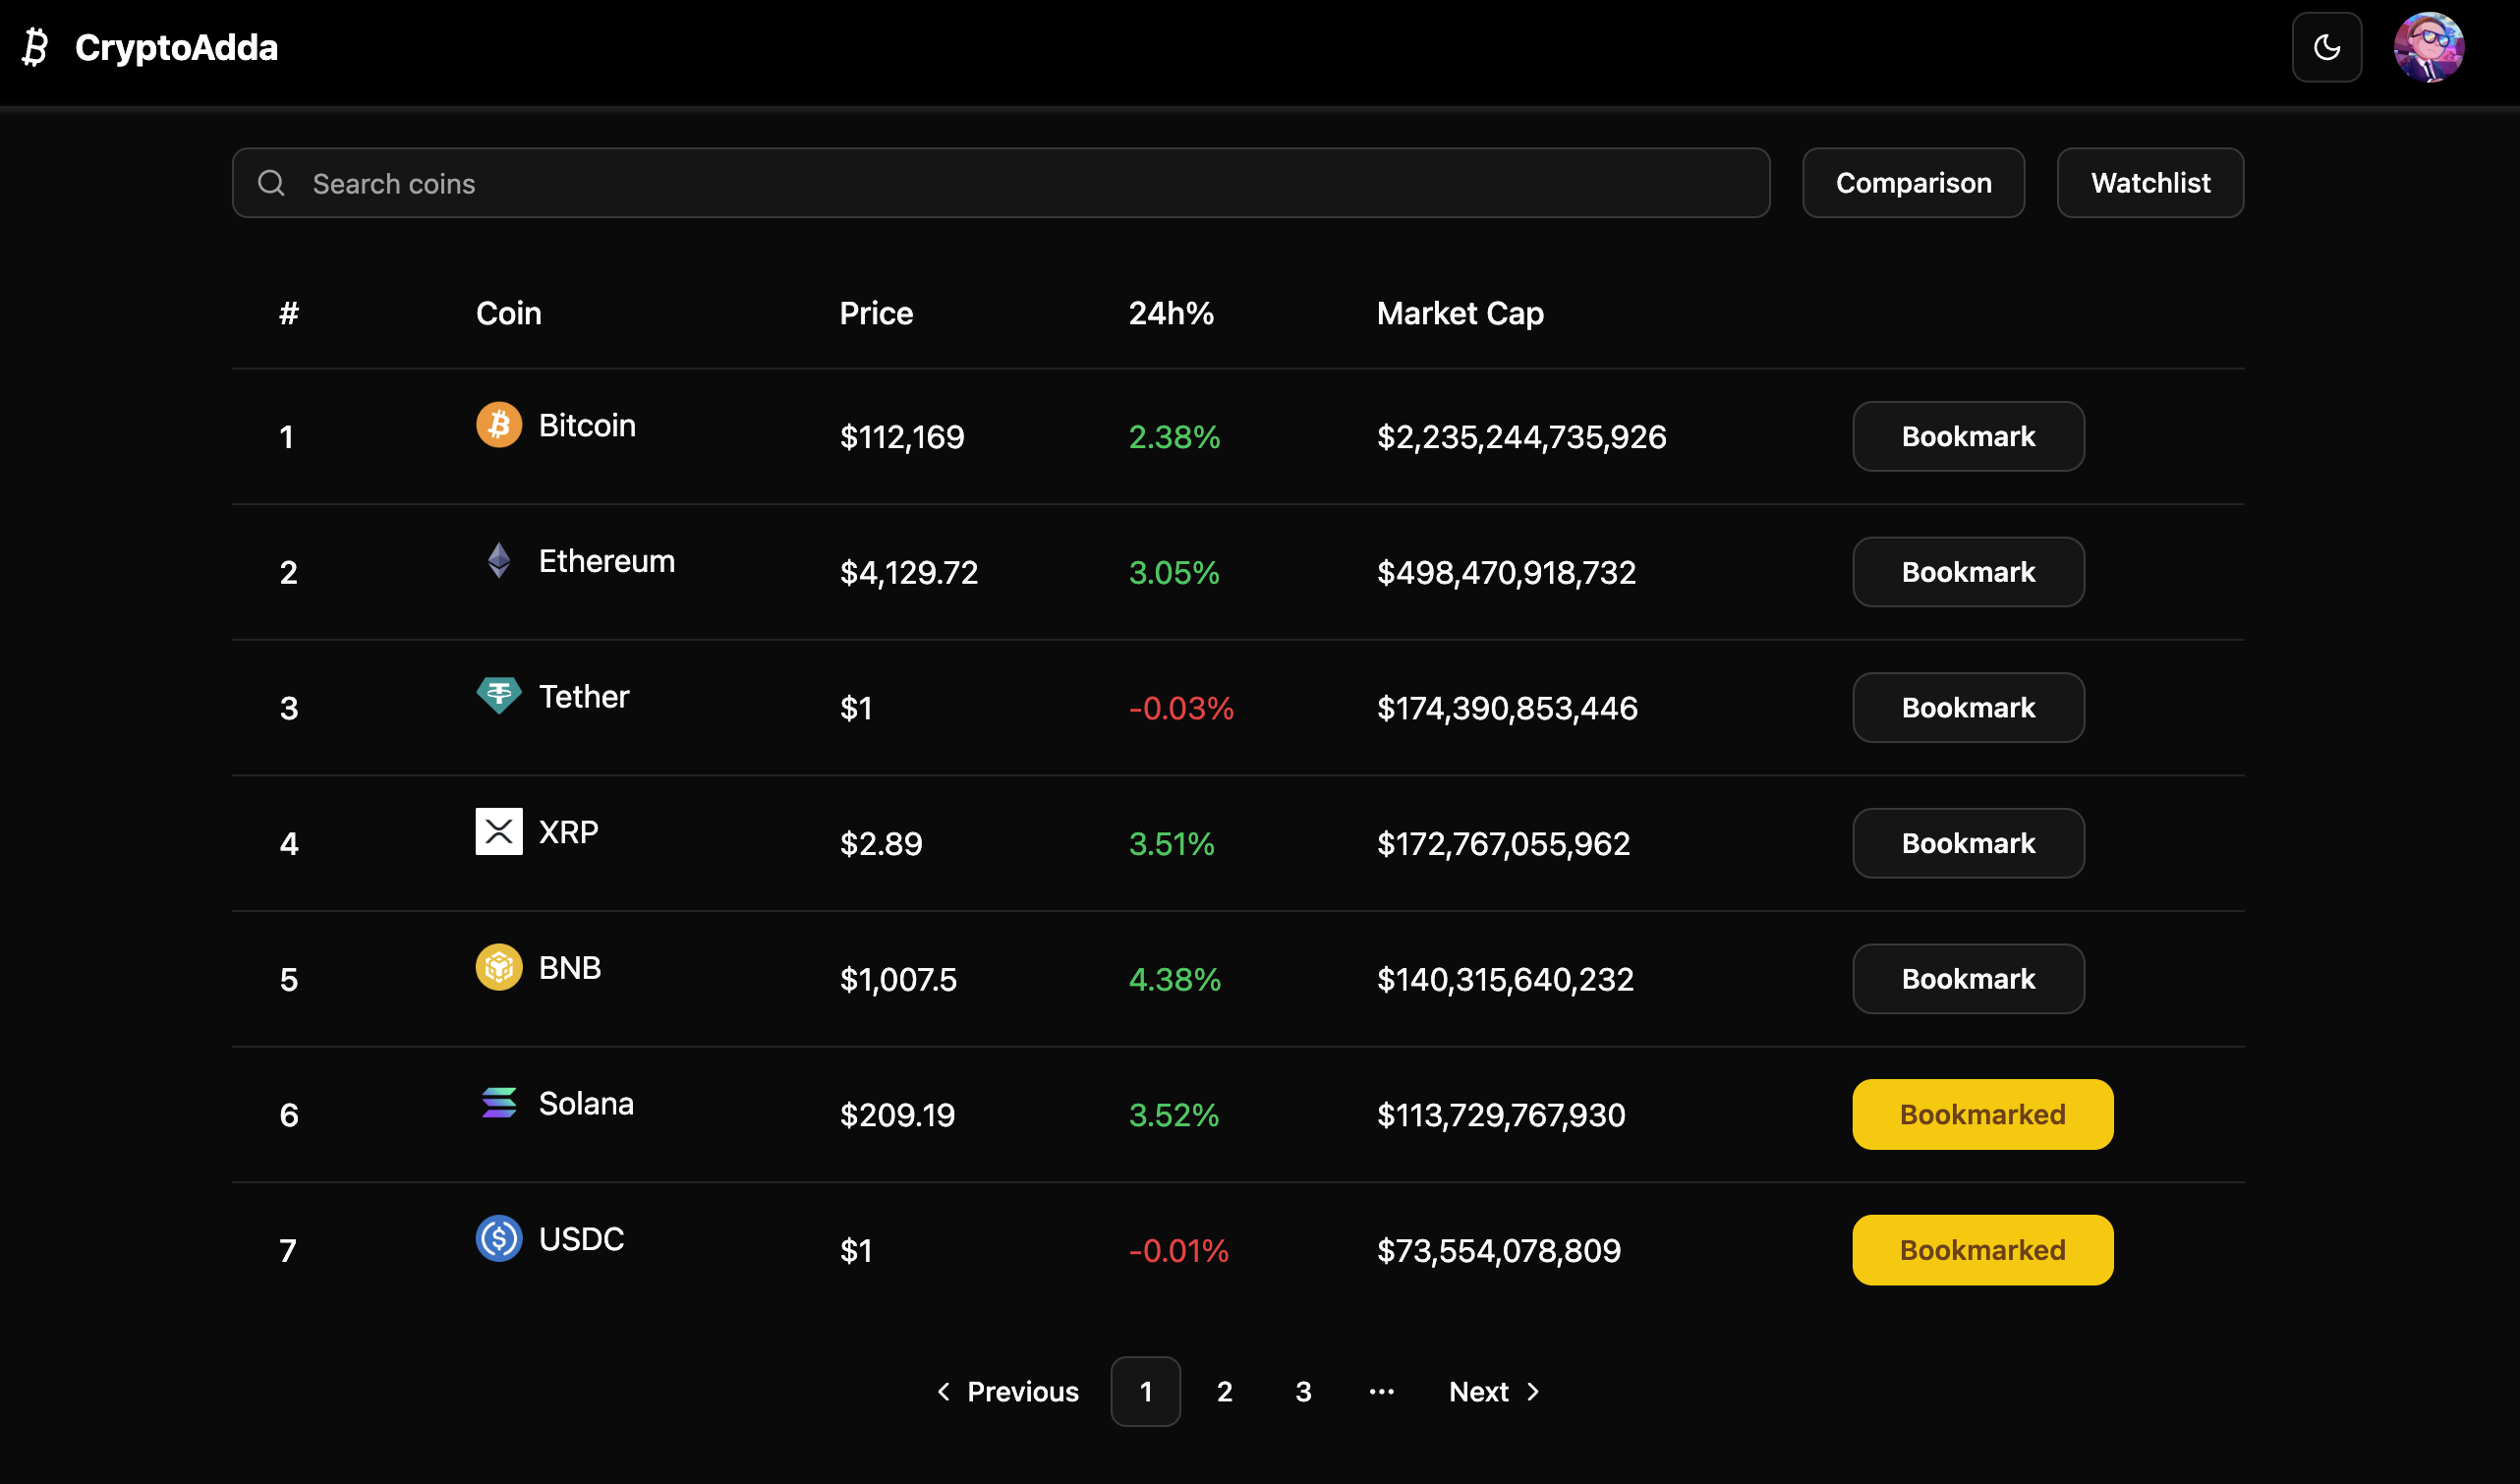 CryptoAdda
Search coins
Comparison
Watchlist
# Coin Price 24h% Market Cap
1 Bitcoin $112,169 2.38% $2,235,244,735,926 Bookmark
2 Ethereum $4,129.72 3.05% $498,470,918,732 Bookmark
3 Tether $1 -0.03% $174,390,853,446 Bookmark
4 XRP $2.89 3.51% $172,767,055,962 Bookmark
5 BNB $1,007.5 4.38% $140,315,640,232 Bookmark
6 Solana $209.19 3.52% $113,729,767,930 Bookmarked
7 USDC $1 -0.01% $73,554,078,809 Bookmarked
Previous 1 2 3 ... Next